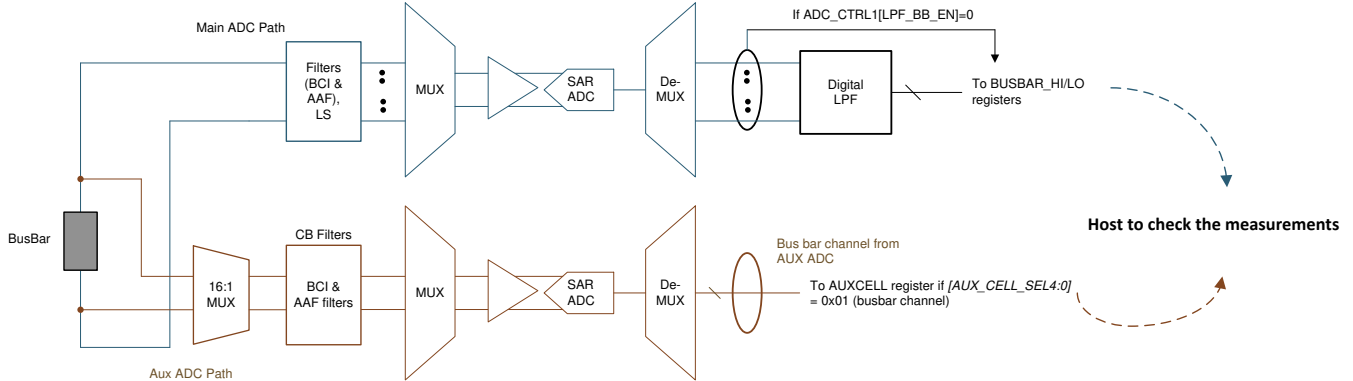 If ADC_CTRL1[LPF_BB_EN]=0
Main ADC Path
Filters
(BCI &
AAF),
LS
MUX
SAR
ADC
De-
MUX
Digital
LPF
To BUSBAR_HI/LO
registers
Host to check the measurements
BusBar
CB Filters
16:1
MUX
BCI &
AAF filters
MUX
SAR
ADC
De-
MUX
Bus bar channel from
AUX ADC
To AUXCELL register if [AUX_CELL_SEL4:0]
= 0x01 (busbar channel)
Aux ADC Path